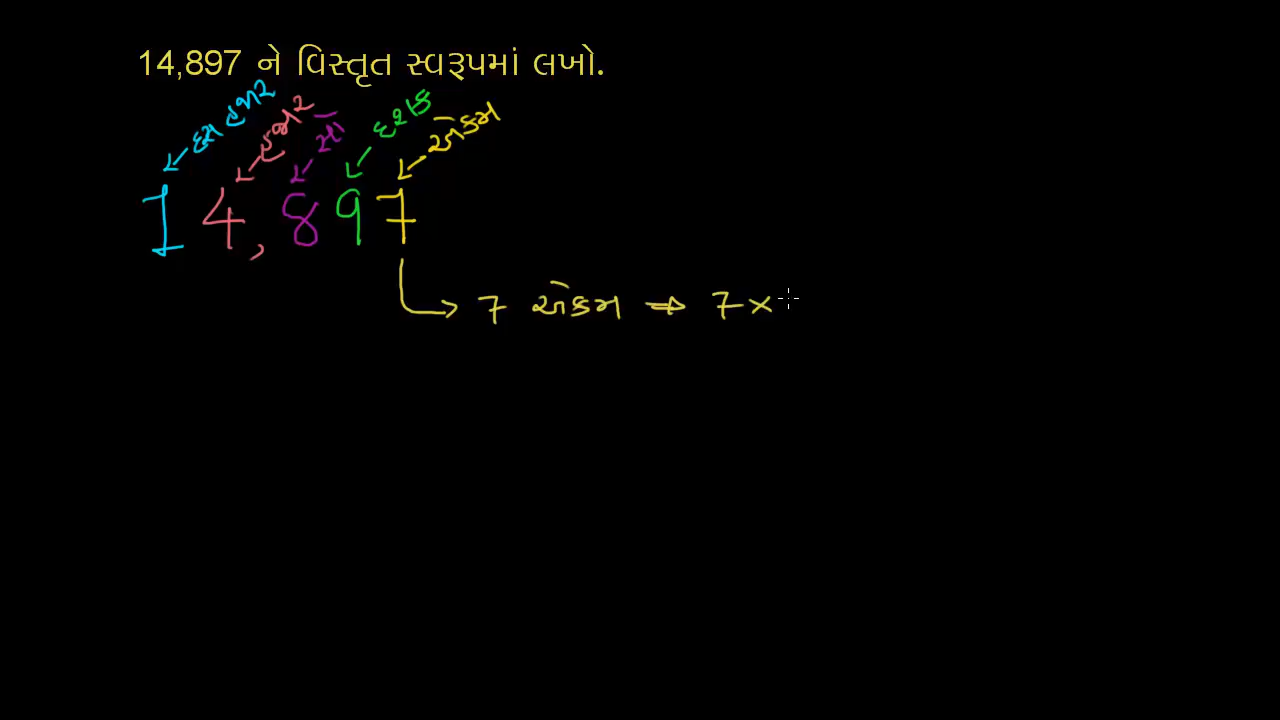 14,897 ને વિસ્તૃત સ્વરૂપમાં લખો.
દસ હજાર હજાર સો દશક એકમ
14,897
7 એકમ ⇒ 7×